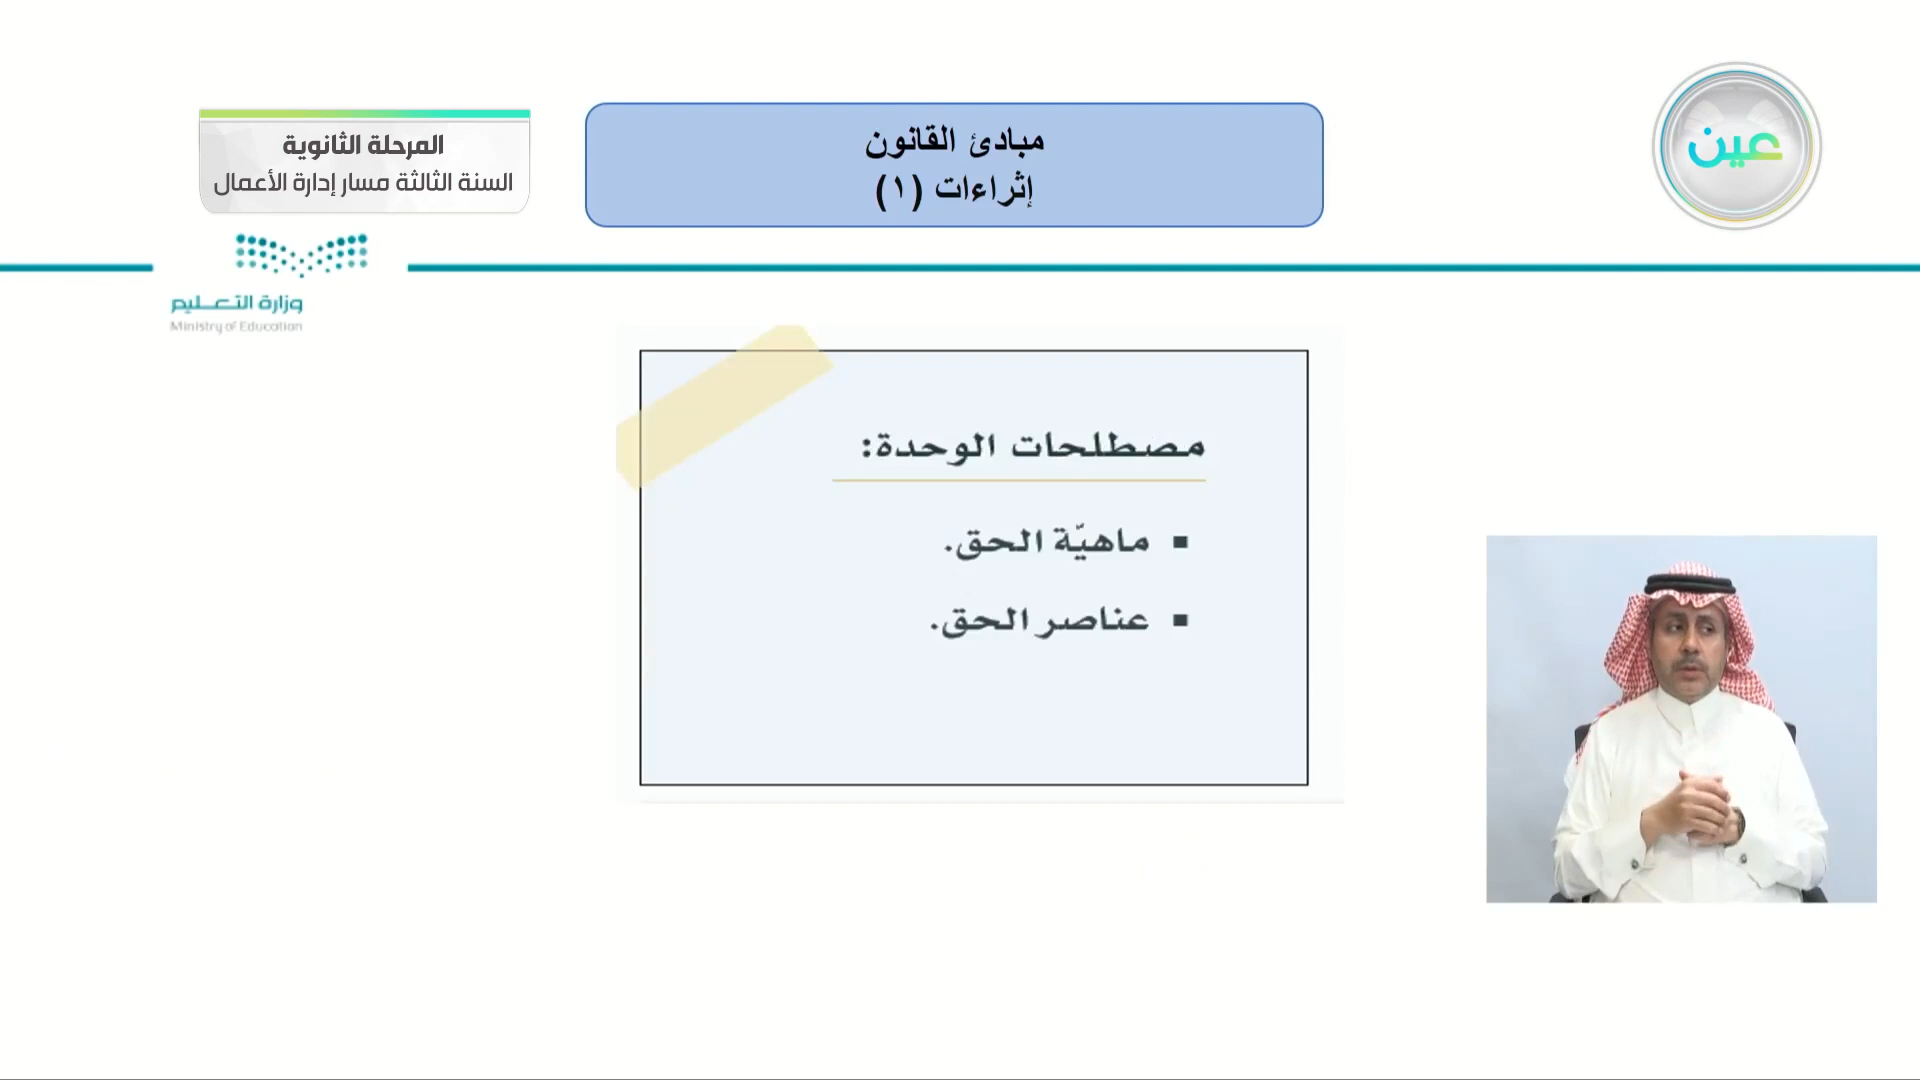 المرحلة الثانوية
السنة الثالثة مسار إدارة الأعمال
مبادئ القانون
إثراءات (١)
عين
وزارة التعليم
Ministry of Education
مصطلحات الوحدة:
▪ ماهيّة الحق.
▪ عناصر الحق.